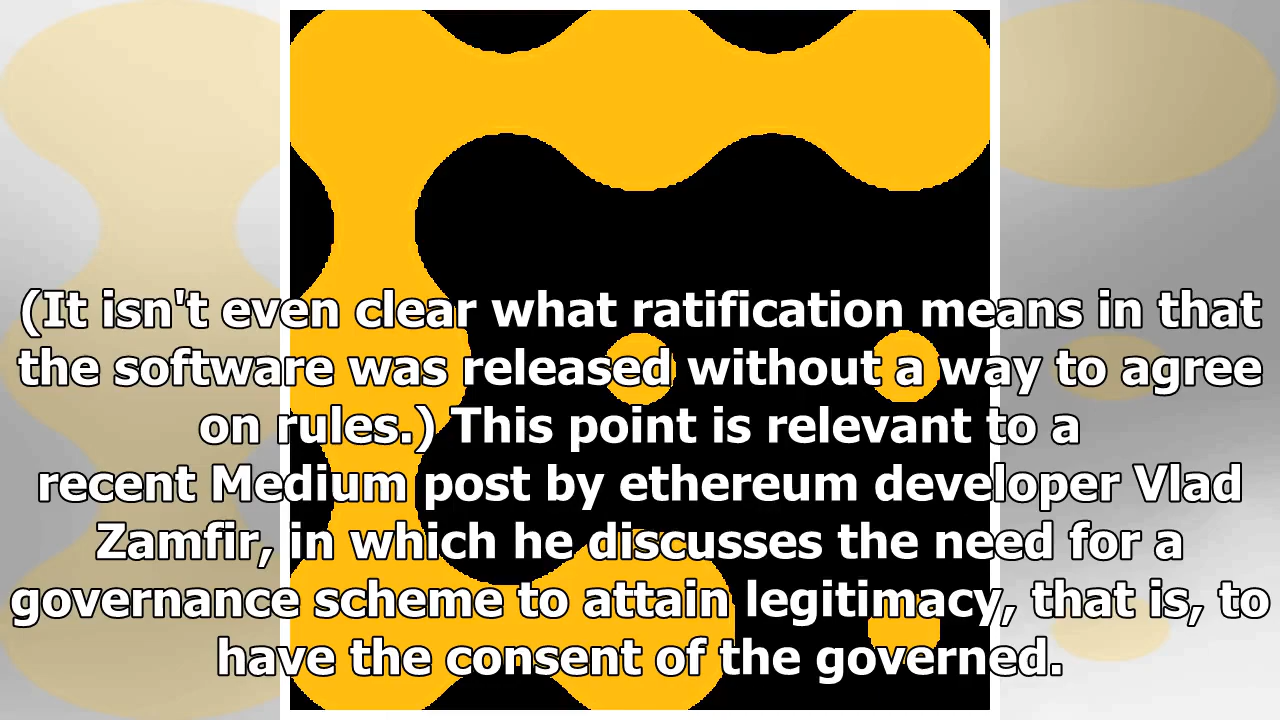 (It isn't even clear what ratification means in that
the software was released without a way to agree
on rules.) This point is relevant to a
recent Medium post by ethereum developer Vlad
Zamfir, in which he discusses the need for a
governance scheme to attain legitimacy, that is, to
have the consent of the governed.